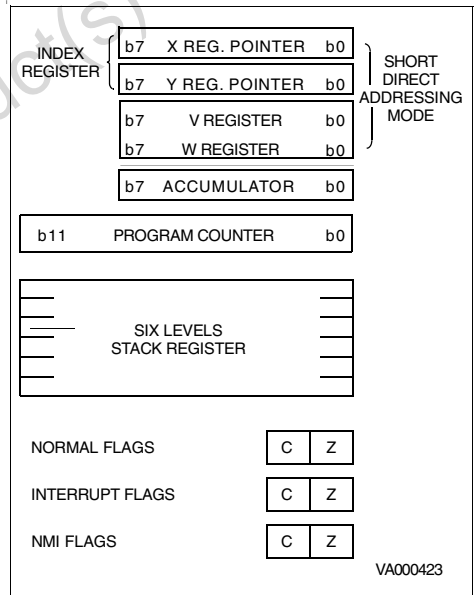 uct(s)
INDEX
REGISTER
b7 X REG. POINTER b0
b7 Y REG. POINTER b0
b7 V REGISTER b0
b7 W REGISTER b0
SHORT
DIRECT
ADDRESSING
MODE
b7 ACCUMULATOR b0
b11 PROGRAM COUNTER b0
SIX LEVELS
STACK REGISTER
NORMAL FLAGS C Z
INTERRUPT FLAGS C Z
NMI FLAGS C Z
VA000423